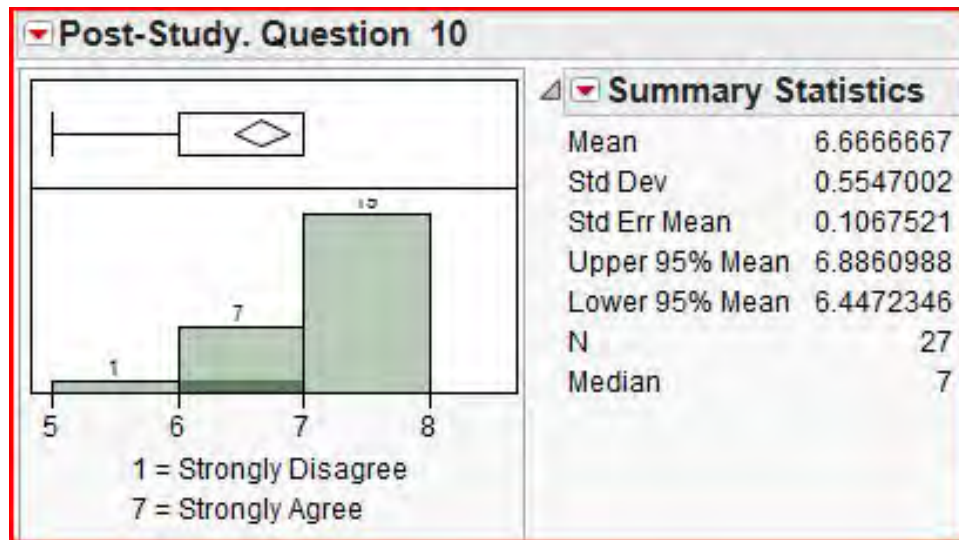 Post-Study. Question 10
19
7
1
5 6 7 8
1 = Strongly Disagree
7 = Strongly Agree
Summary Statistics
Mean 6.6666667
Std Dev 0.5547002
Std Err Mean 0.1067521
Upper 95% Mean 6.8860988
Lower 95% Mean 6.4472346
N 27
Median 7